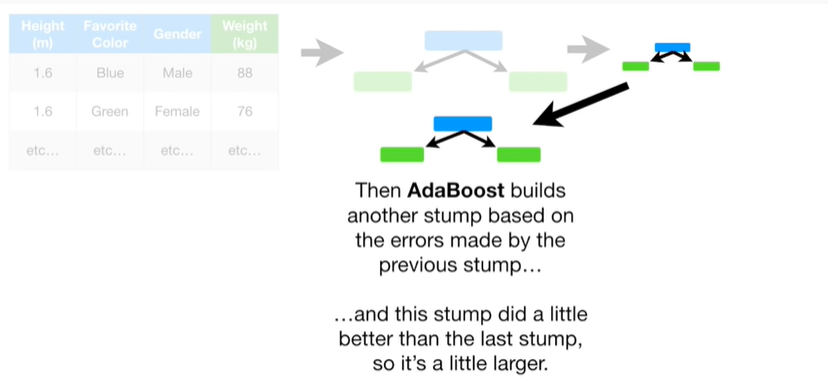 Height (m) Favorite Color Gender Weight (kg)
1.6 Blue Male 88
1.6 Green Female 76
etc... etc... etc... etc...
Then AdaBoost builds
another stump based on
the errors made by the
previous stump...
...and this stump did a little
better than the last stump,
so it's a little larger.